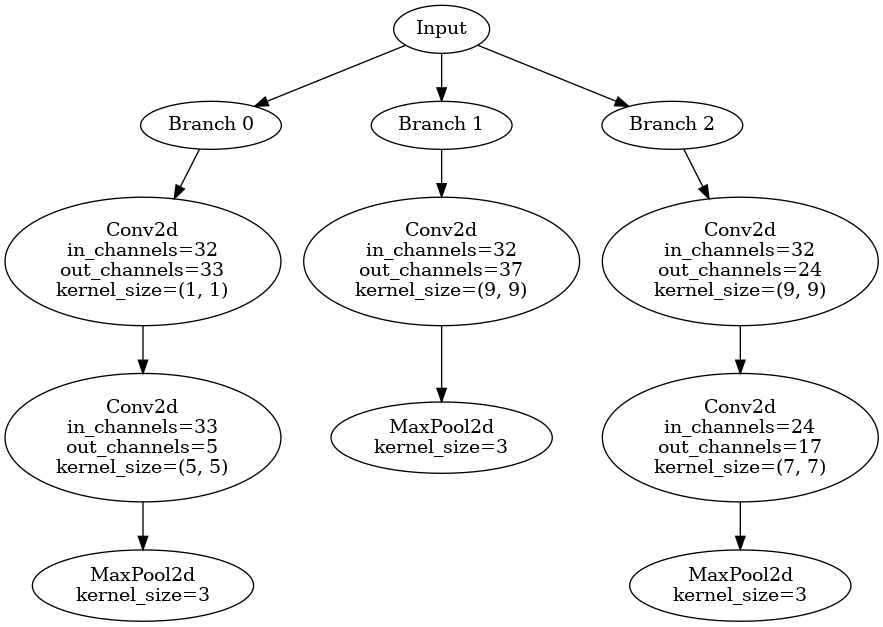 Input
Branch 0
Branch 1
Branch 2
Conv2d
in_channels=32
out_channels=33
kernel_size=(1, 1)
Conv2d
in_channels=32
out_channels=37
kernel_size=(9, 9)
Conv2d
in_channels=32
out_channels=24
kernel_size=(9, 9)
Conv2d
in_channels=33
out_channels=5
kernel_size=(5, 5)
MaxPool2d
kernel_size=3
Conv2d
in_channels=24
out_channels=17
kernel_size=(7, 7)
MaxPool2d
kernel_size=3
MaxPool2d
kernel_size=3